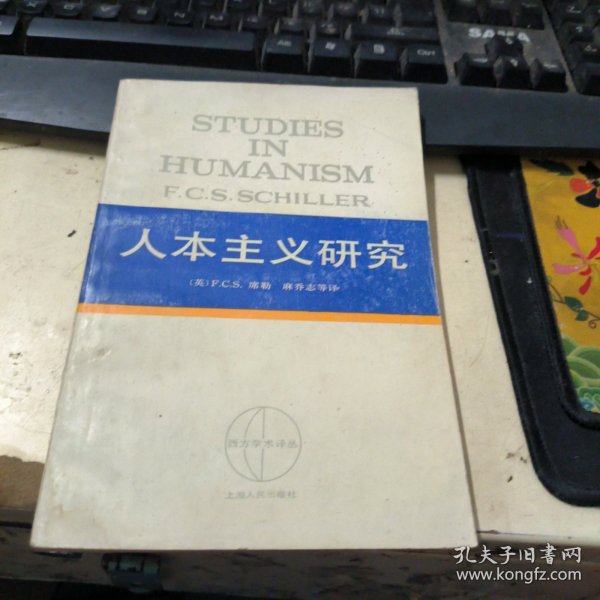 SAMA
STUDIES
IN
HUMANISM
F.C.S.SCHILLER
人本主义研究
(英)F.C.S. 席勒 麻乔志等译
西方学术译丛
上海人民出版社
孔夫子旧书网
www.kongfz.com